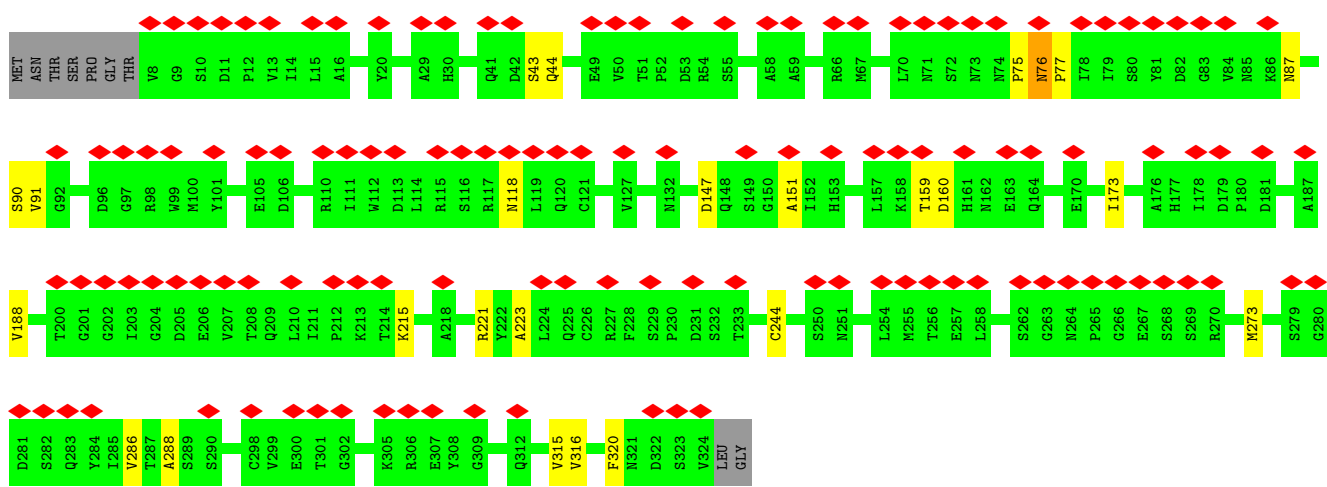 MET ASN THR SER PRO GLY THR V8 G9 S10 D11 P12 V13 I14 L15 A16 Y20 A29 H30 Q41 D42 S43 Q44 E49 V50 T51 P52 D53 R54 S55 A58 A59 R66 M67 L70 N71 S72 N73 N74 P75 N76 P77 I78 I79 S80 Y81 D82 G83 V84 N85 K86 N87
S90 V91 G92 D96 G97 R98 W99 M100 Y101 E105 D106 R110 I111 W112 D113 L114 R115 S116 R117 N118 L119 Q120 C121 V127 N132 D147 Q148 S149 G150 A151 I152 H153 L157 K158 T159 D160 H161 N162 E163 Q164 E170 I173 A176 H177 I178 D179 P180 D181 A187
V188 T200 G201 G202 I203 G204 D205 E206 V207 T208 Q209 L210 I211 P212 K213 T214 K215 A218 R221 Y222 A223 L224 Q225 C226 R227 F228 S229 P230 D231 S232 T233 C244 S250 N251 L254 M255 T256 E257 L258 S262 G263 N264 P265 G266 E267 S268 S269 R270 M273 S279 G280
D281 S282 Q283 Y284 I285 V286 T287 A288 S289 S290 C298 V299 E300 T301 G302 K305 R306 E307 Y308 G309 Q312 V315 V316 F320 N321 D322 S323 V324 LEU GLY